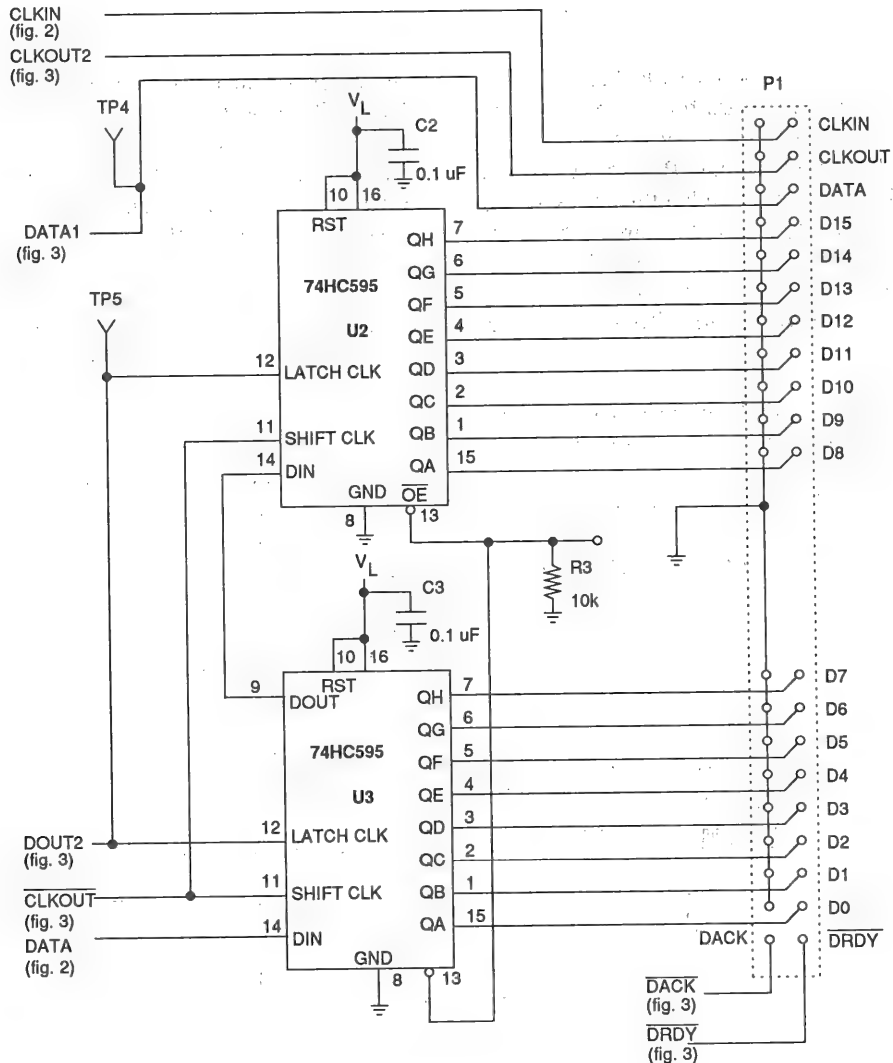 CLKIN
(fig. 2)
CLKOUT2
(fig. 3)
TP4
DATA1
(fig. 3)
TP5
V L
C2
0.1 uF
10 16
RST
74HC595
U2
12 LATCH CLK
11 SHIFT CLK
14 DIN
GND OE
8 13
QH 7
QG 6
QF 5
QE 4
QD 3
QC 2
QB 1
QA 15
P1
CLKIN
CLKOUT
DATA
D15
D14
D13
D12
D11
D10
D9
D8
R3
10k
V L
C3
0.1 uF
10 16
RST
9 DOUT
74HC595
U3
12 LATCH CLK
11 SHIFT CLK
14 DIN
GND
8 13
QH 7
QG 6
QF 5
QE 4
QD 3
QC 2
QB 1
QA 15
D7
D6
D5
D4
D3
D2
D1
D0
DACK DRDY
DOUT2
(fig. 3)
CLKOUT
(fig. 3)
DATA
(fig. 2)
DACK
(fig. 3)
DRDY
(fig. 3)